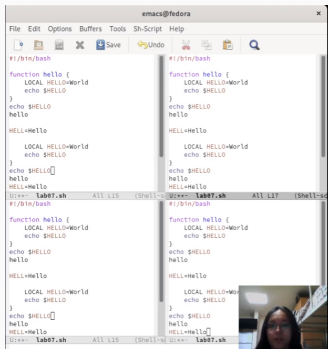 emacs@fedora
File Edit Options Buffers Tools Sh-Script Help
Save Undo
#!/bin/bash
function hello {
LOCAL HELLO=World
echo $HELLO
}
echo $HELLO
hello
HELL=Hello
LOCAL HELLO=World
echo $HELLO
}
echo $HELLO
hello
HELL=Hello
U:**- lab07.sh All L15 (Shell-s
#!/bin/bash
function hello {
LOCAL HELLO=World
echo $HELLO
}
echo $HELLO
hello
HELL=Hello
LOCAL HELLO=World
echo $HELLO
}
echo $HELLO
hello
HELL=Hello
U:**- lab07.sh All L17 (Shell-sc
#!/bin/bash
function hello {
LOCAL HELLO=World
echo $HELLO
}
echo $HELLO
hello
HELL=Hello
LOCAL HELLO=World
echo $HELLO
}
echo $HELLO
hello
HELL=Hello
U:**- lab07.sh All L15 (Shell-s
#!/bin/bash
function hello {
LOCAL HELLO=World
echo $HELLO
}
echo $HELLO
hello
HELL=Hello
LOCAL HELLO=Wor
echo $HELLO
}
echo $HELLO
hello
HELL=Hello
U:**- lab07.sh